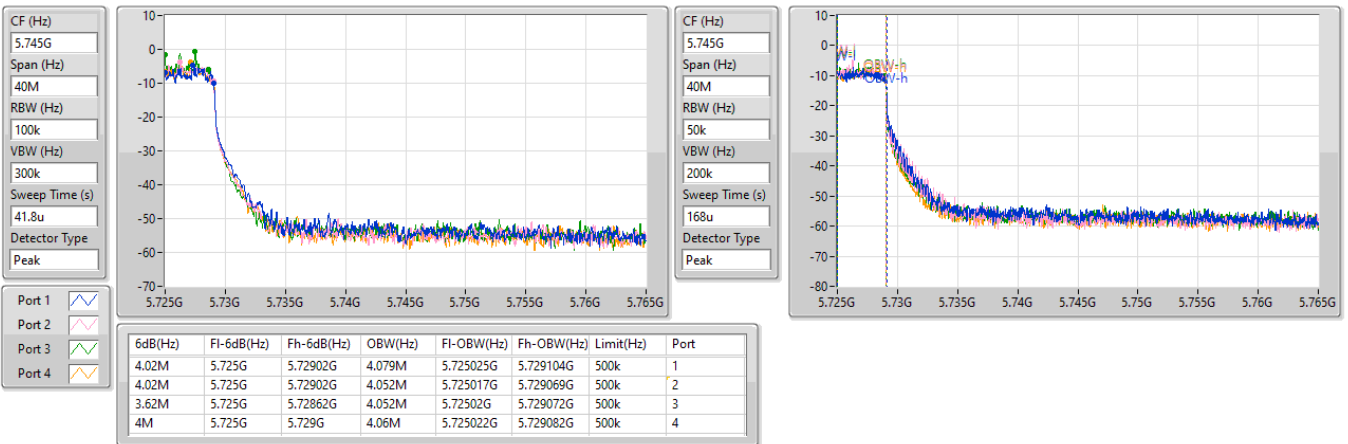 CF (Hz)
5.745G
Span (Hz)
40M
RBW (Hz)
100k
VBW (Hz)
300k
Sweep Time (s)
41.8u
Detector Type
Peak
10-
0-
-10-
-20-
-30-
-40-
-50-
-60-
-70-
5.725G 5.73G 5.735G 5.74G 5.745G 5.75G 5.755G 5.76G 5.765G
CF (Hz)
5.745G
Span (Hz)
40M
RBW (Hz)
50k
VBW (Hz)
200k
Sweep Time (s)
168u
Detector Type
Peak
10-
0-
-10-
-20-
-30-
-40-
-50-
-60-
-70-
-80-
OBW-h
OBW-h
5.725G 5.73G 5.735G 5.74G 5.745G 5.75G 5.755G 5.76G 5.765G
Port 1
Port 2
Port 3
Port 4
6dB(Hz) Fl-6dB(Hz) Fh-6dB(Hz) OBW(Hz) Fl-OBW(Hz) Fh-OBW(Hz) Limit(Hz) Port
4.02M 5.725G 5.72902G 4.079M 5.725025G 5.729104G 500k 1
4.02M 5.725G 5.72902G 4.052M 5.725017G 5.729069G 500k 2
3.62M 5.725G 5.72862G 4.052M 5.72502G 5.729072G 500k 3
4M 5.725G 5.729G 4.06M 5.725022G 5.729082G 500k 4